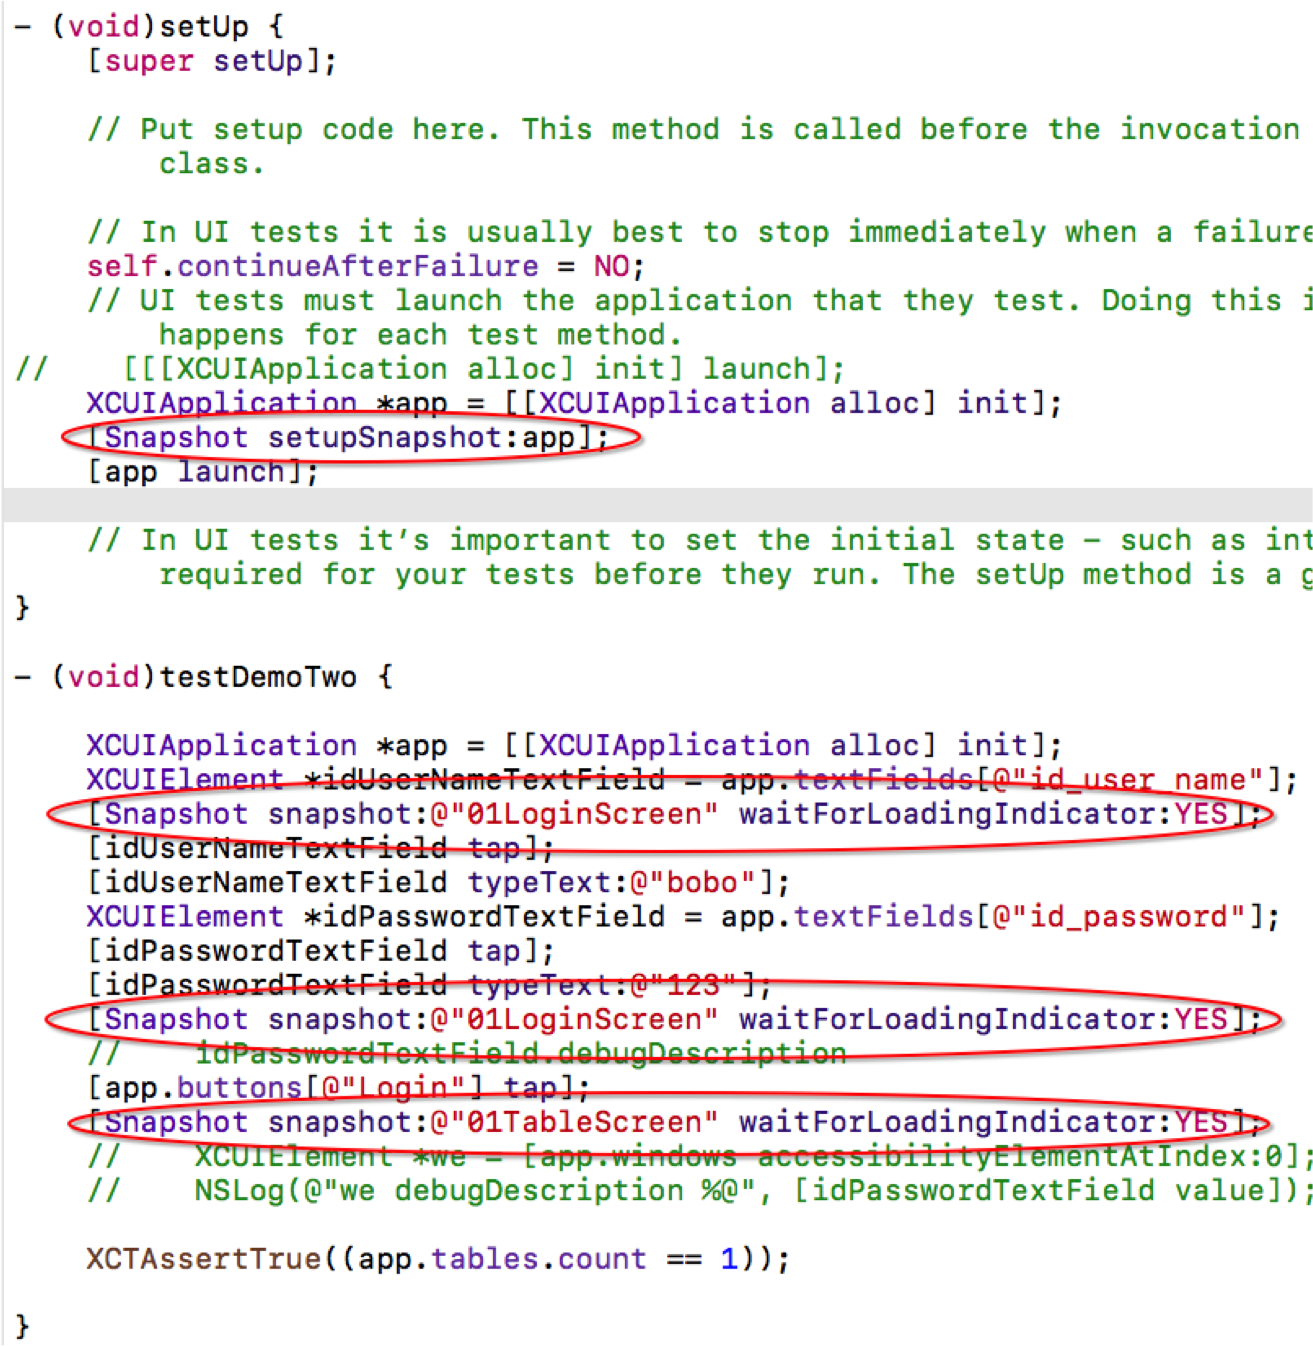 - (void)setUp {
    [super setUp];

    // Put setup code here. This method is called before the invocation
        class.

    // In UI tests it is usually best to stop immediately when a failure
    self.continueAfterFailure = NO;
    // UI tests must launch the application that they test. Doing this i
        happens for each test method.
//    [[[XCUIApplication alloc] init] launch];
    XCUIApplication *app = [[XCUIApplication alloc] init];
    [Snapshot setupSnapshot:app];
    [app launch];

    // In UI tests it’s important to set the initial state – such as int
        required for your tests before they run. The setUp method is a g
}

- (void)testDemoTwo {

    XCUIApplication *app = [[XCUIApplication alloc] init];
    XCUIElement *idUserNameTextField = app.textFields[@"id_user_name"];
    [Snapshot snapshot:@"01LoginScreen" waitForLoadingIndicator:YES];
    [idUserNameTextField tap];
    [idUserNameTextField typeText:@"bobo"];
    XCUIElement *idPasswordTextField = app.textFields[@"id_password"];
    [idPasswordTextField tap];
    [idPasswordTextField typeText:@"123"];
    [Snapshot snapshot:@"01LoginScreen" waitForLoadingIndicator:YES];
    //    idPasswordTextField.debugDescription
    [app.buttons[@"Login"] tap];
    [Snapshot snapshot:@"01TableScreen" waitForLoadingIndicator:YES];
    //    XCUIElement *we = [app.windows accessibilityElementAtIndex:0];
    //    NSLog(@"we debugDescription %@", [idPasswordTextField value]);

    XCTAssertTrue((app.tables.count == 1));

}